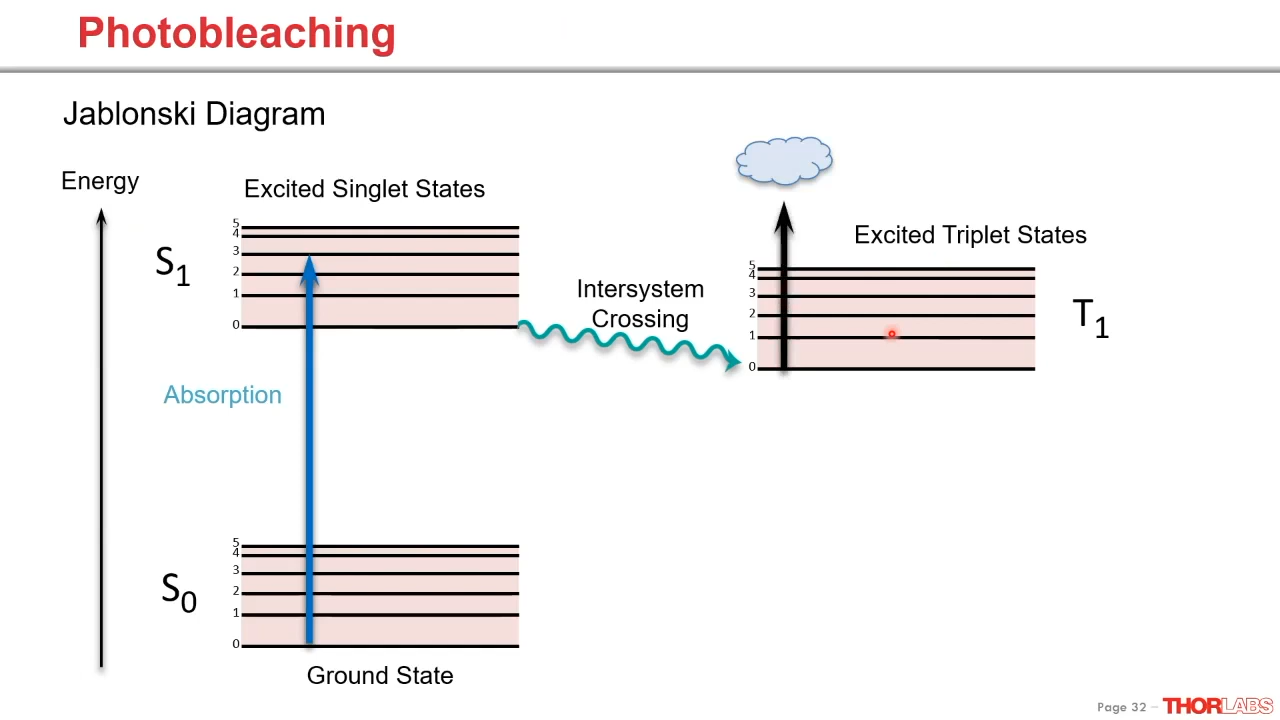 Photobleaching
Jablonski Diagram
Energy
Excited Singlet States
5
4
3
2
1
0
S1
Absorption
Intersystem
Crossing
Excited Triplet States
5
4
3
2
1
0
T1
5
4
3
2
1
0
S0
Ground State
Page 32 – THORLABS